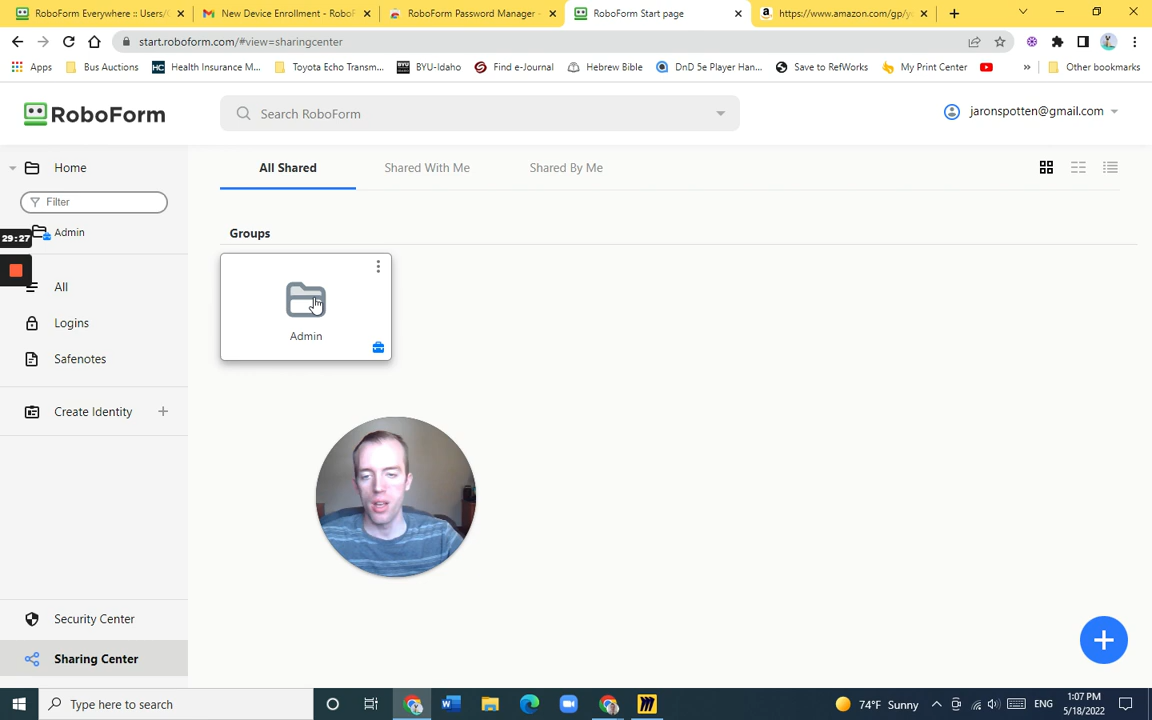 RoboForm Everywhere :: Users/
New Device Enrollment - RoboF
RoboForm Password Manager -
RoboForm Start page
https://www.amazon.com/gp/y
start.roboform.com/#view=sharingcenter
Apps
Bus Auctions
Health Insurance M...
Toyota Echo Transm...
BYU-Idaho
Find e-Journal
Hebrew Bible
DnD 5e Player Han...
Save to RefWorks
My Print Center
»
Other bookmarks
RoboForm
Search RoboForm
jaronspotten@gmail.com
Home
Filter
Admin
29:27
All
Logins
Safenotes
Create Identity +
Security Center
Sharing Center
All Shared
Shared With Me
Shared By Me
Groups
Admin
Type here to search
74°F Sunny
ENG
1:07 PM
5/18/2022